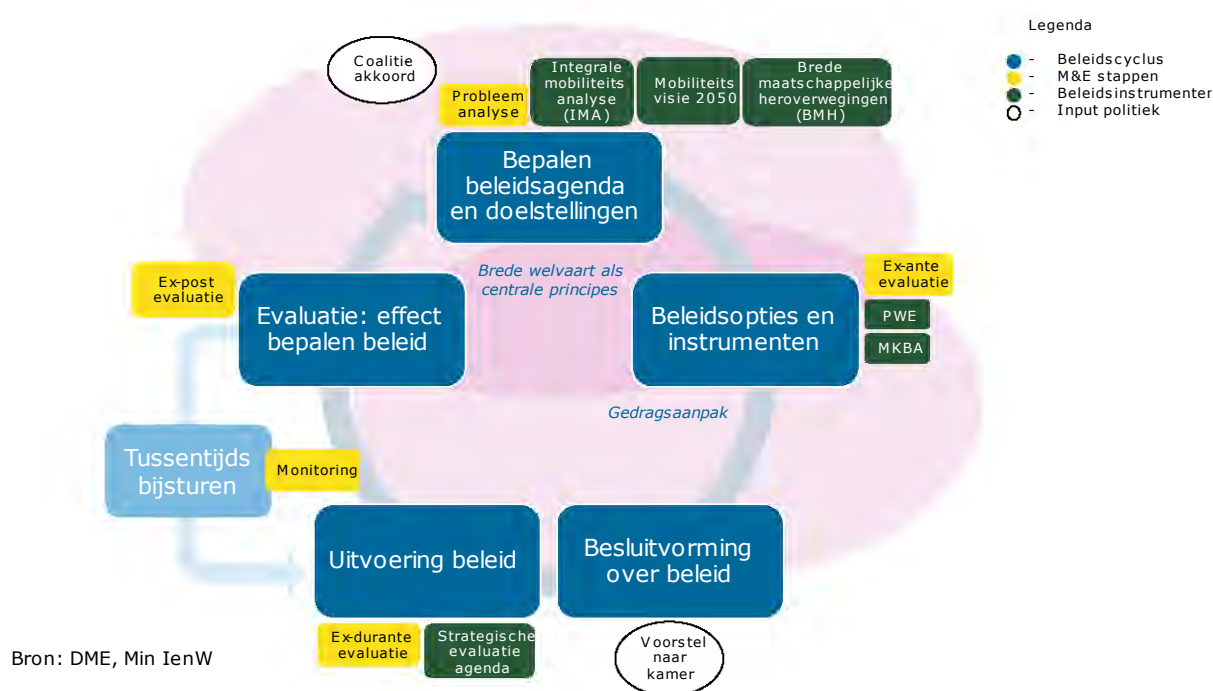 Legenda
- Beleidscyclus
- M&E stappen
- Beleidsinstrumenter
- Input politiek
Coalitie
akkoord
Probleem
analyse
Integrale
mobiliteits
analyse
(IMA)
Mobiliteits
visie 2050
Brede
maatschappelijke
heroverwegingen
(BMH)
Bepalen
beleidsagenda
en doelstellingen
Brede welvaart als
centrale principes
Ex-post
evaluatie
Evaluatie: effect
bepalen beleid
Beleidsopties en
instrumenten
Ex-ante
evaluatie
PWE
MKBA
Gedragsaanpak
Tussentijds
bijsturen
Monitoring
Uitvoering beleid
Besluitvorming
over beleid
Ex-durante
evaluatie
Strategische
evaluatie
agenda
Voorstel
naar
kamer
Bron: DME, Min IenW